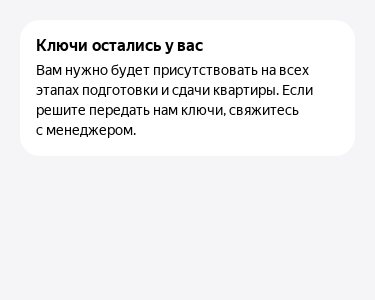 Ключи остались у вас
Вам нужно будет присутствовать на всех
этапах подготовки и сдачи квартиры. Если
решите передать нам ключи, свяжитесь
с менеджером.